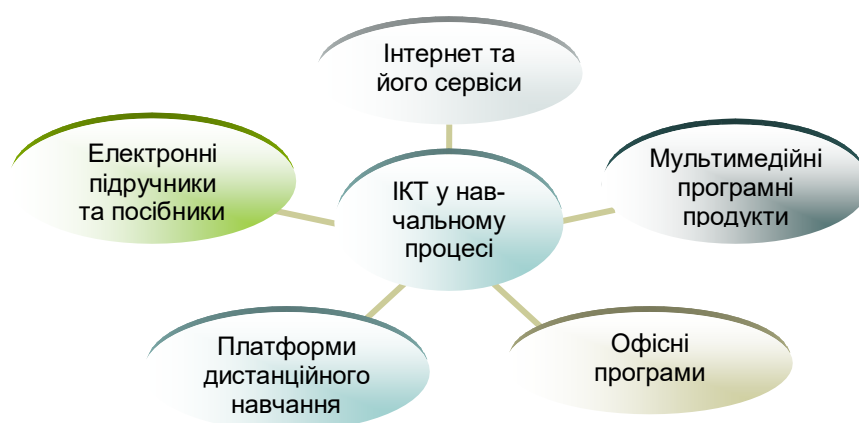 Інтернет та
його сервіси
Електронні
підручники
та посібники
ІКТ у нав-
чальному
процесі
Мультимедійні
програмні
продукти
Платформи
дистанційного
навчання
Офісні
програми